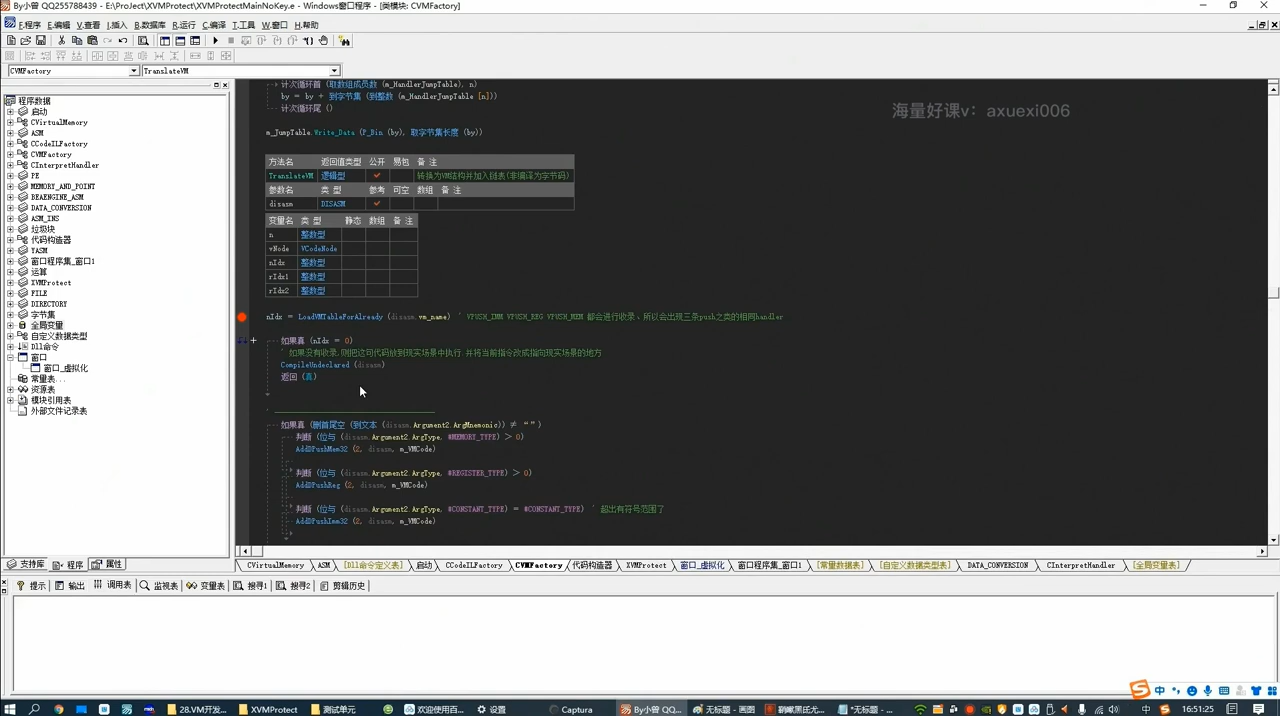 By小曾 QQ255788439 - E:\ProJect\XVMProtect\XVMProtectMainNoKey.e - Windows窗口程序 - [类模块: CVMFactory]
F.程序 E.编辑 V.查看 I.插入 B.数据库 R.运行 C.编译 T.工具 W.窗口 H.帮助
CVMFactory TranslateVM
海量好课v：axuexi006
程序数据
启动
CVirtualMemory
ASM
CCodeILFactory
CVMFactory
CInterpretHandler
PE
MEMORY_AND_POINT
BEAENGINE_ASM
DATA_CONVERSION
ASM_INS
垃圾块
代码构造器
YASM
窗口程序集_窗口1
运算
XVMProtect
FILE
DIRECTORY
字节集
全局变量
自定义数据类型
Dll命令
窗口
窗口_虚拟化
常量表...
资源表
模块引用表
外部文件记录表
支持库 程序 属性
计次循环首 (取数组成员数 (m_HandlerJumpTable), n)
by = by + 到字节集 (到整数 (m_HandlerJumpTable [n]))
计次循环尾 ()
m_JumpTable.Write_Data (P_Bin (by), 取字节集长度 (by))
方法名 返回值类型 公开 易包 备 注
TranslateVM 逻辑型 转换为VM结构并加入链表(非编译为字节码)
参数名 类 型 参考 可空 数组 备 注
disasm DISASM
变量名 类 型 静态 数组 备 注
n 整数型
vNode VCodeNode
nIdx 整数型
rIdx1 整数型
rIdx2 整数型
nIdx = LoadVMTableForAlready (disasm.vm_name) ' VPUSH_IMM VPUSH_REG VPUSH_MEM 都会进行收录、所以会出现三条push之类的相同handler
如果真 (nIdx = 0)
' 如果没有收录,则把这句代码放到现实场景中执行 并将当前指令改成指向现实场景的地方
CompileUndeclared (disasm)
返回 (真)
如果真 (删首尾空 (到文本 (disasm.Argument2.ArgMnemonic)) ≠ “”)
判断 (位与 (disasm.Argument2.ArgType, #MEMORY_TYPE) > 0)
AddDPushMem32 (2, disasm, m_VMCode)
判断 (位与 (disasm.Argument2.ArgType, #REGISTER_TYPE) > 0)
AddDPushReg (2, disasm, m_VMCode)
判断 (位与 (disasm.Argument2.ArgType, #CONSTANT_TYPE) = #CONSTANT_TYPE) ' 超出有符号范围了
AddDPushImm32 (2, disasm, m_VMCode)
CVirtualMemory ASM [Dll命令定义表] 启动 CCodeILFactory CVMFactory 代码构造器 XVMProtect 窗口_虚拟化 窗口程序集_窗口1 [常量数据表] [自定义数据类型表] DATA_CONVERSION CInterpretHandler [全局变量表]
提示 输出 调用表 监视表 变量表 搜寻1 搜寻2 剪辑历史
中
28.VM开发... XVMProtect 测试单元 欢迎使用百... 设置 Captura By小曾 QQ... 无标题 - 画图 *无标题 - ... 中 16:51:25